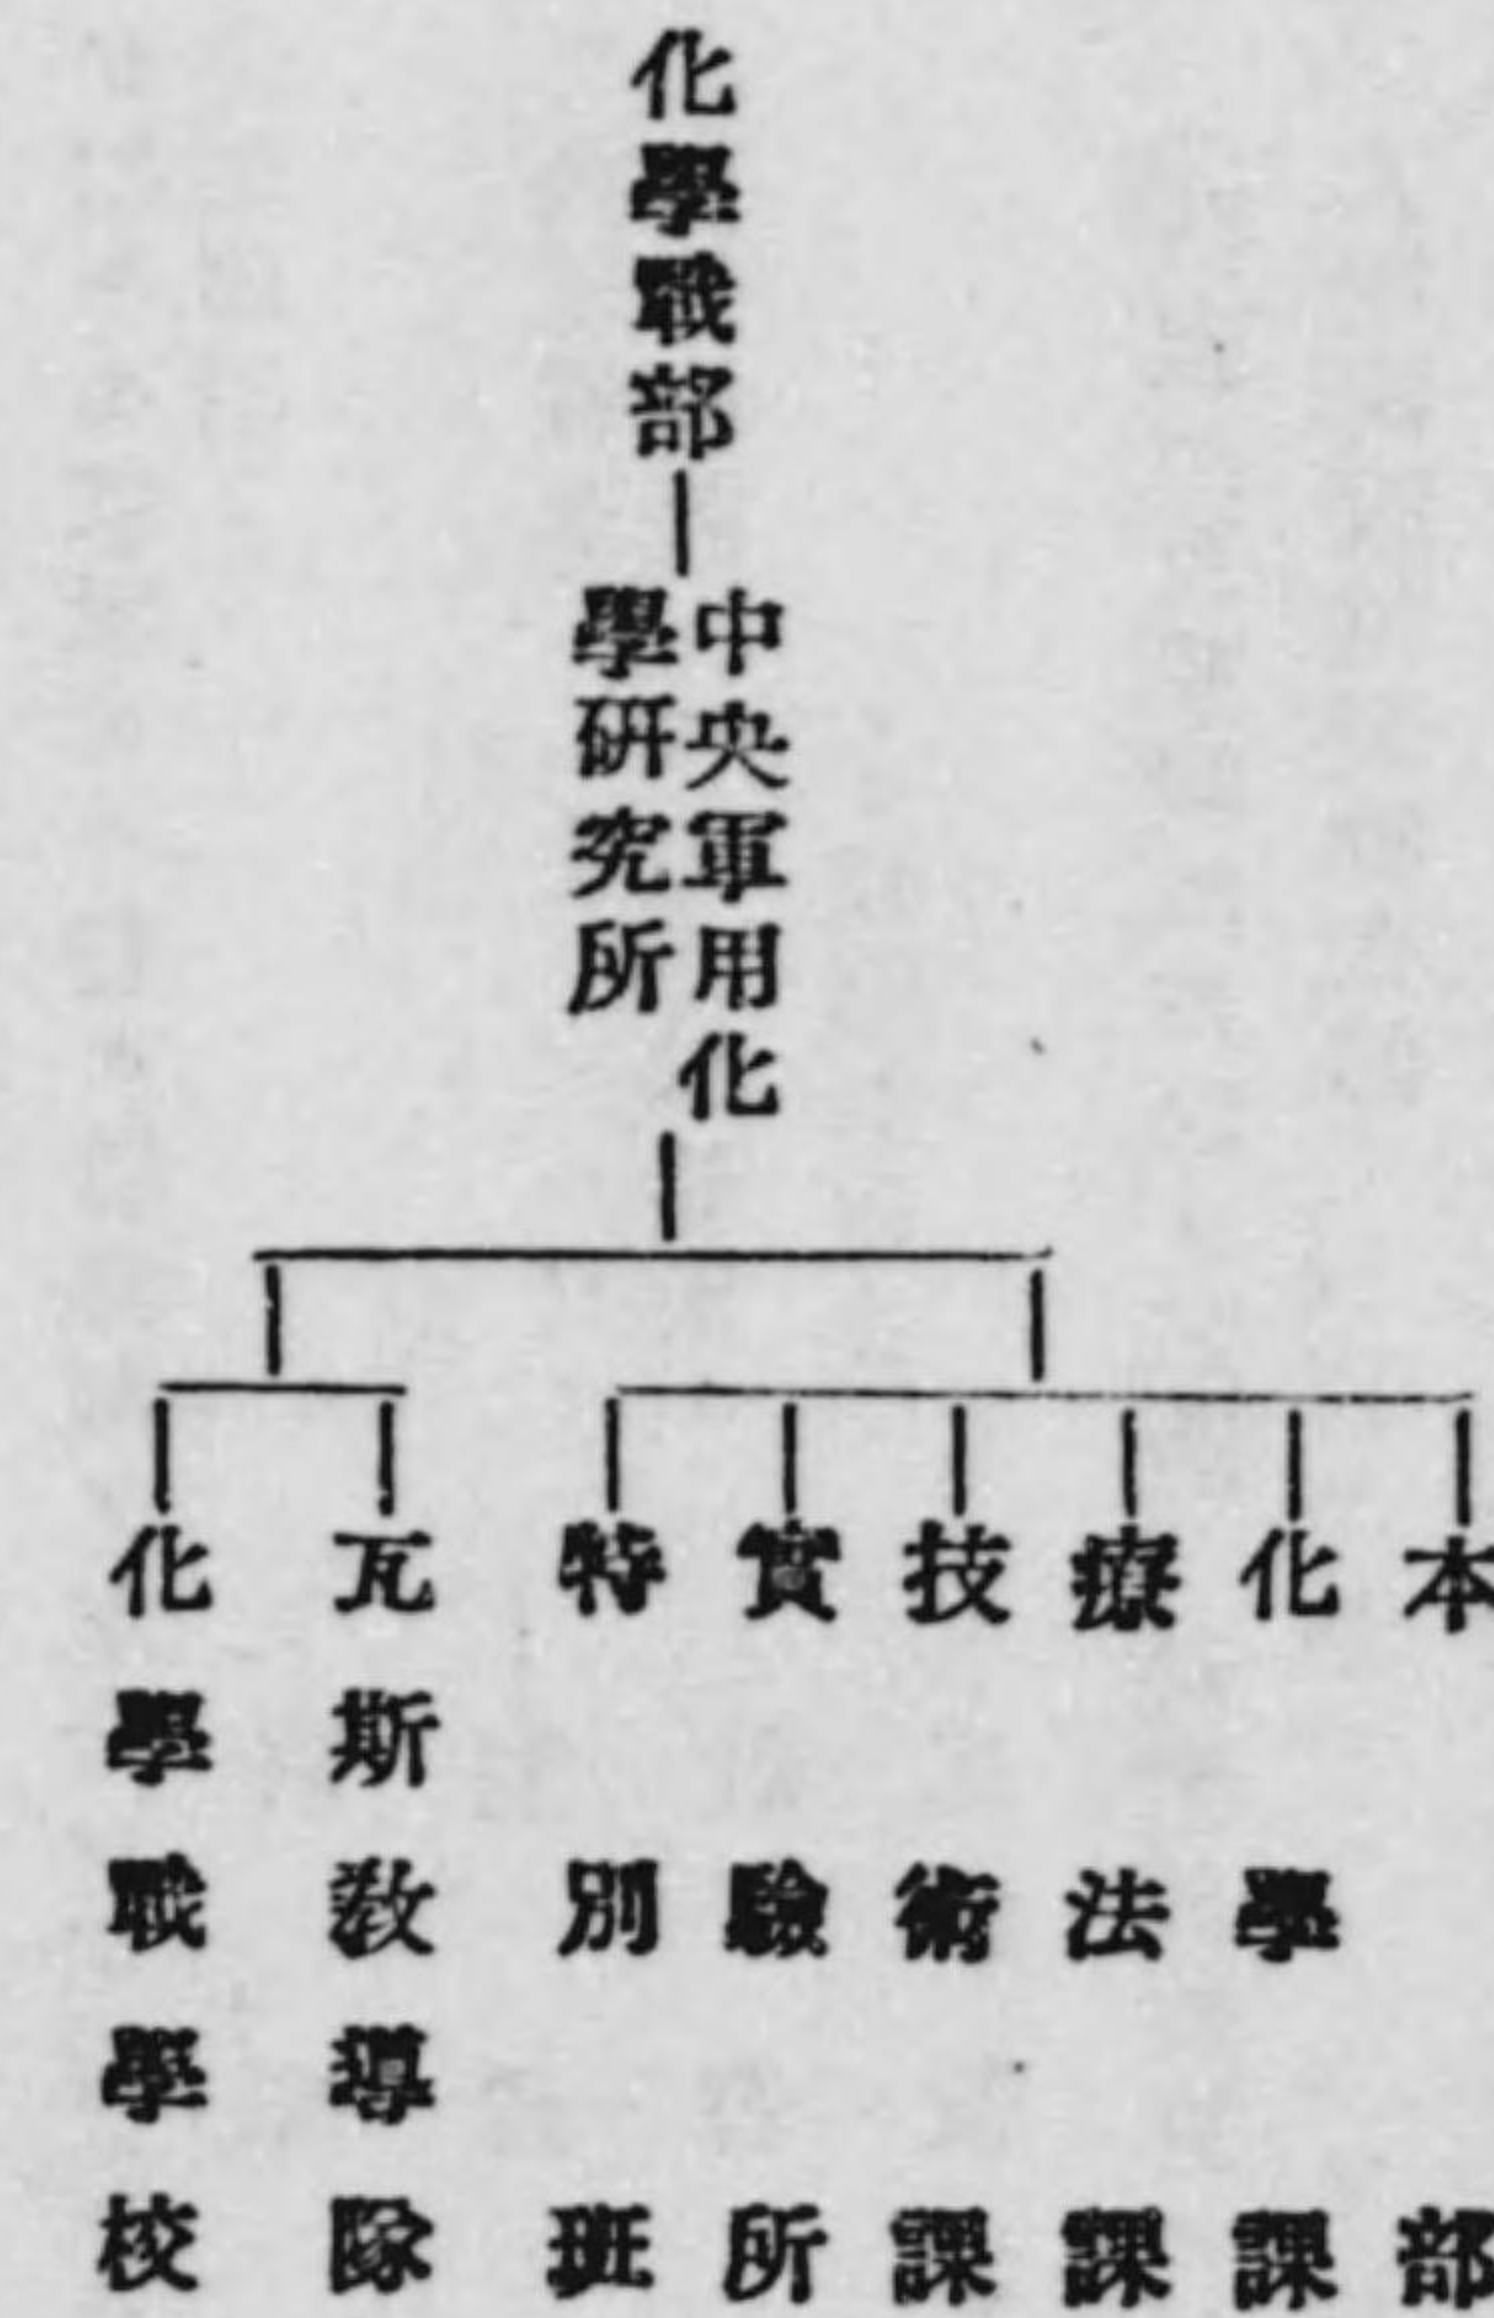 化學戰部
中央軍用化
學硏究所
本部
化學課
療法課
技術課
實驗所
特別班
瓦斯敎導隊
化學戰學校